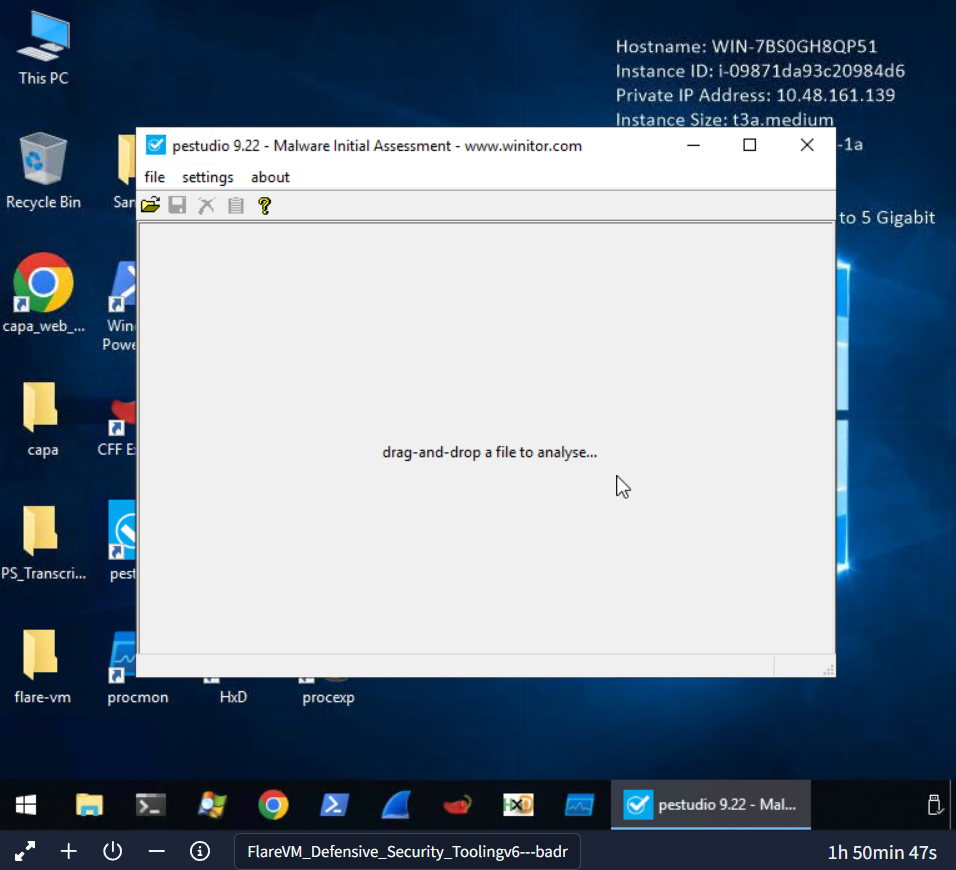 This PC
Hostname: WIN-7BS0GH8QP51
Instance ID: i-09871da93c20984d6
Private IP Address: 10.48.161.139
Instance Size: t3a.medium
-1a
to 5 Gigabit
pestudio 9.22 - Malware Initial Assessment - www.winitor.com
file settings about
Recycle Bin
San
capa_web_...
Win
Powe
drag-and-drop a file to analyse...
capa
CFF E
PS_Transcri...
pest
flare-vm
procmon
HxD
procexp
pestudio 9.22 - Mal...
FlareVM_Defensive_Security_Toolingv6---badr
1h 50min 47s